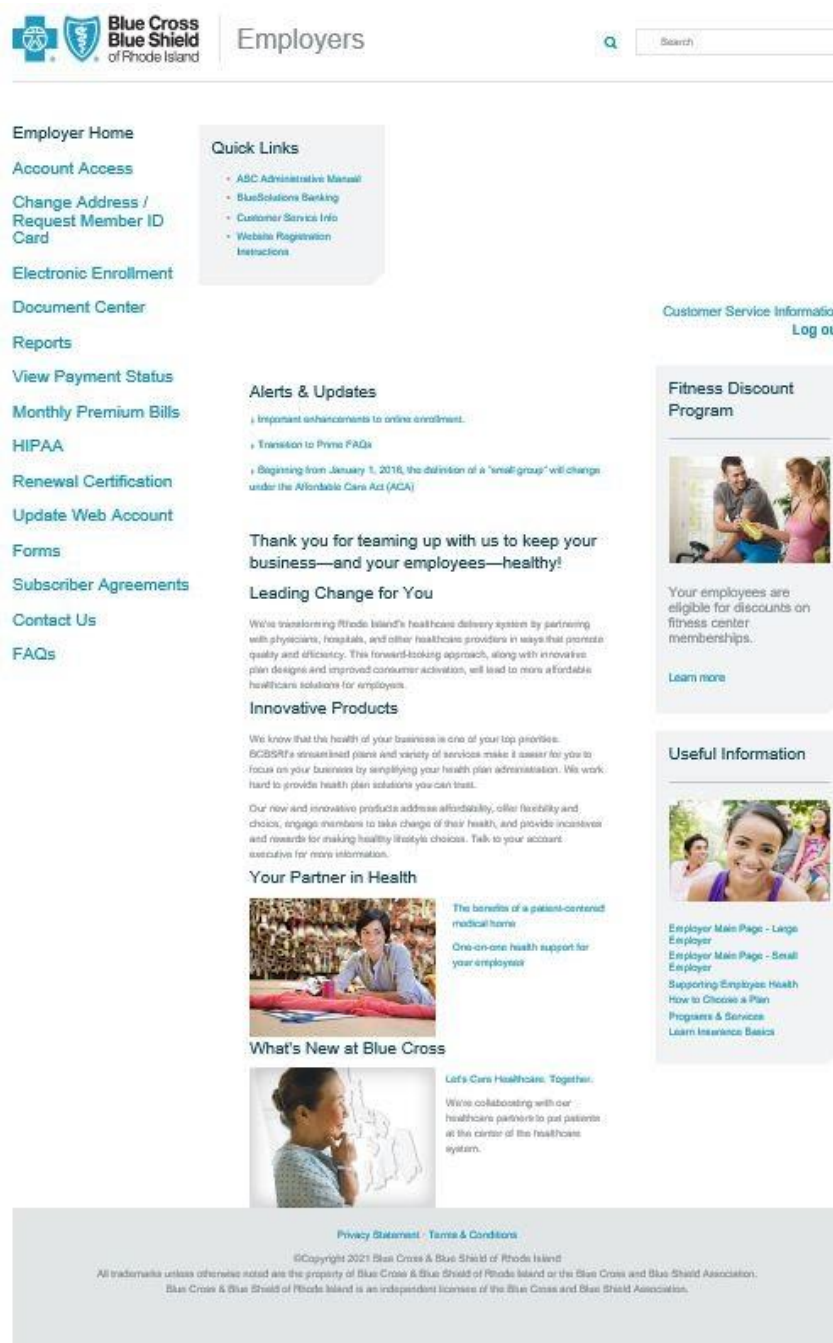 Blue Cross
Blue Shield
of Rhode Island
Employers
Search
Employer Home
Account Access
Change Address /
Request Member ID
Card
Electronic Enrollment
Document Center
Reports
View Payment Status
Monthly Premium Bills
HIPAA
Renewal Certification
Update Web Account
Forms
Subscriber Agreements
Contact Us
FAQs
Quick Links
ASC Administrative Manual
BlueSolutions Banking
Customer Service Info
Website Registration
Instructions
Customer Service Informatio
Log ou
Alerts & Updates
Important enhancements to online enrollment.
Transition to Prime FAQs
Beginning from January 1, 2016, the definition of a "small group" will change
under the Affordable Care Act (ACA)
Thank you for teaming up with us to keep your
business—and your employees—healthy!
Leading Change for You
We're transforming Rhode Island's healthcare delivery system by partnering
with physicians, hospitals, and other healthcare providers in ways that promote
quality and efficiency. This forward-looking approach, along with innovative
plan designs and improved consumer activation, will lead to more affordable
healthcare solutions for employers.
Innovative Products
We know that the health of your business is one of your top priorities.
BCBSRI's streamlined plans and variety of services make it easier for you to
focus on your business by simplifying your health plan administration. We work
hard to provide health plan solutions you can trust.
Our new and innovative products address affordability, offer flexibility and
choice, engage members to take charge of their health, and provide incentives
and rewards for making healthy lifestyle choices. Talk to your account
executive for more information.
Your Partner in Health
The benefits of a patient-centered
medical home
One-on-one health support for
your employees
What's New at Blue Cross
Let's Care Healthcare. Together.
We're collaborating with our
healthcare partners to put patients
at the center of the healthcare
system.
Fitness Discount
Program
Your employees are
eligible for discounts on
fitness center
memberships.
Learn more
Useful Information
Employer Main Page - Large
Employer
Employer Main Page - Small
Employer
Supporting Employee Health
How to Choose a Plan
Programs & Services
Learn Insurance Basics
Privacy Statement · Terms & Conditions
©Copyright 2021 Blue Cross & Blue Shield of Rhode Island
All trademarks unless otherwise noted are the property of Blue Cross & Blue Shield of Rhode Island or the Blue Cross and Blue Shield Association.
Blue Cross & Blue Shield of Rhode Island is an independent licensee of the Blue Cross and Blue Shield Association.